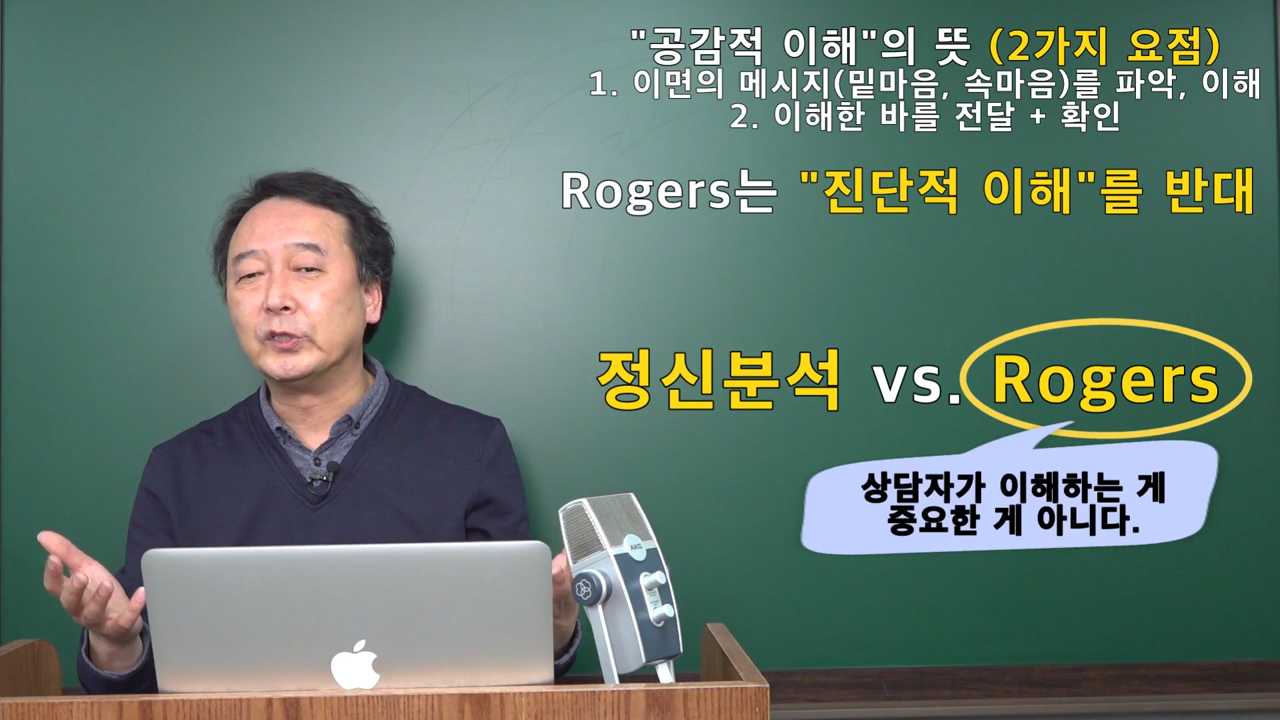 "공감적 이해"의 뜻 (2가지 요점)
1. 이면의 메시지(밑마음, 속마음)를 파악, 이해
2. 이해한 바를 전달 + 확인
Rogers는 "진단적 이해"를 반대
정신분석 vs. Rogers
상담자가 이해하는 게
중요한 게 아니다.
AKG